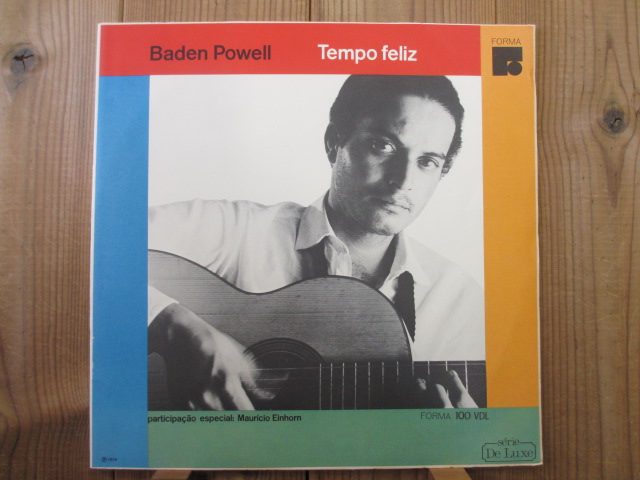 Baden Powell Tempo feliz
FORMA
participação especial: Maurício Einhorn
FORMA 100 VDL
série
De Luxe